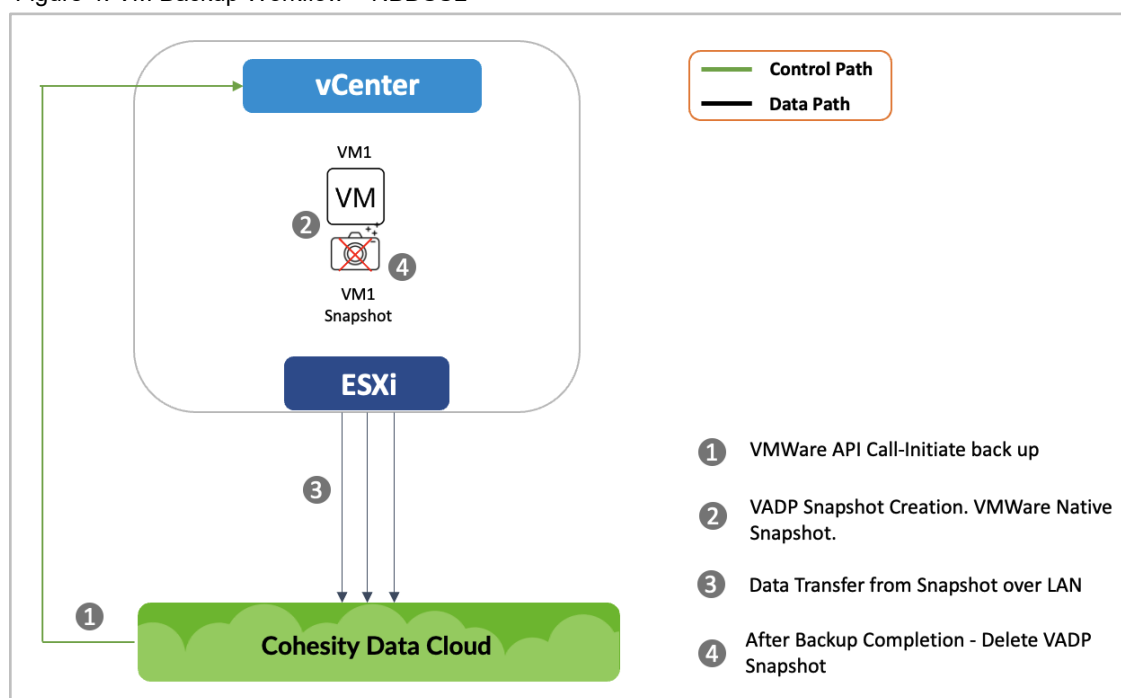 vCenter
Control Path
Data Path
VM1
VM
2
4
VM1
Snapshot
ESXi
3
1
Cohesity Data Cloud
1 VMWare API Call-Initiate back up
2 VADP Snapshot Creation. VMWare Native
Snapshot.
3 Data Transfer from Snapshot over LAN
4 After Backup Completion - Delete VADP
Snapshot